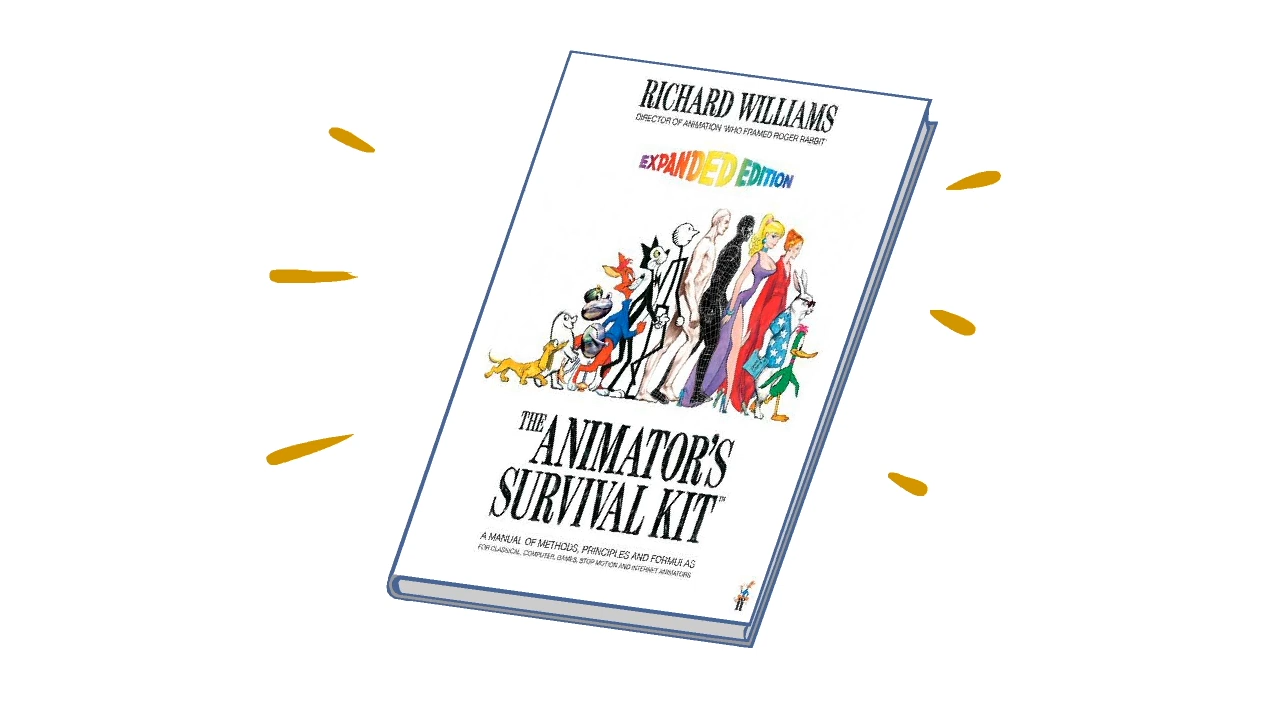 RICHARD WILLIAMS
DIRECTOR OF ANIMATION 'WHO FRAMED ROGER RABBIT'
EXPANDED EDITION
THE ANIMATOR'S
SURVIVAL KIT™
A MANUAL OF METHODS, PRINCIPLES AND FORMULAS
FOR CLASSICAL, COMPUTER, GAMES, STOP MOTION AND INTERNET ANIMATORS